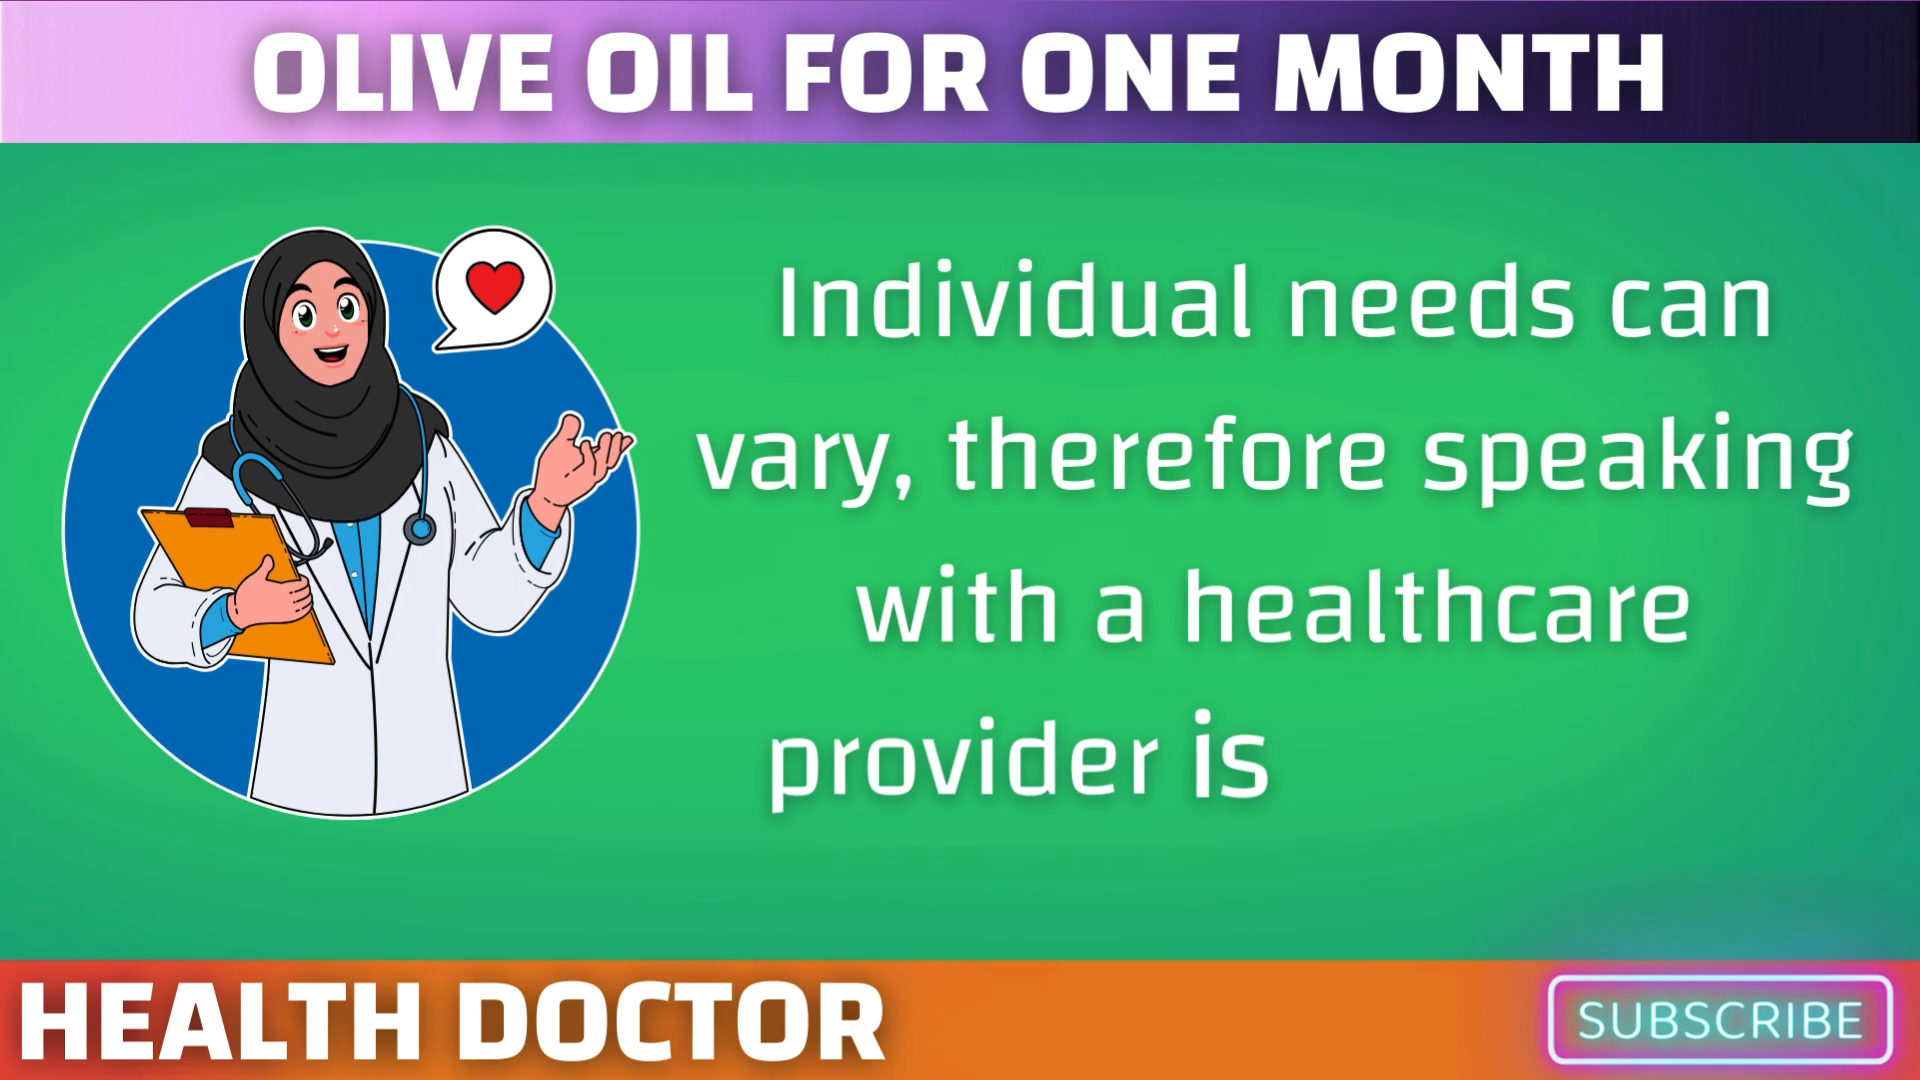 OLIVE OIL FOR ONE MONTH
Individual needs can
vary, therefore speaking
with a healthcare
provider is
HEALTH DOCTOR
SUBSCRIBE